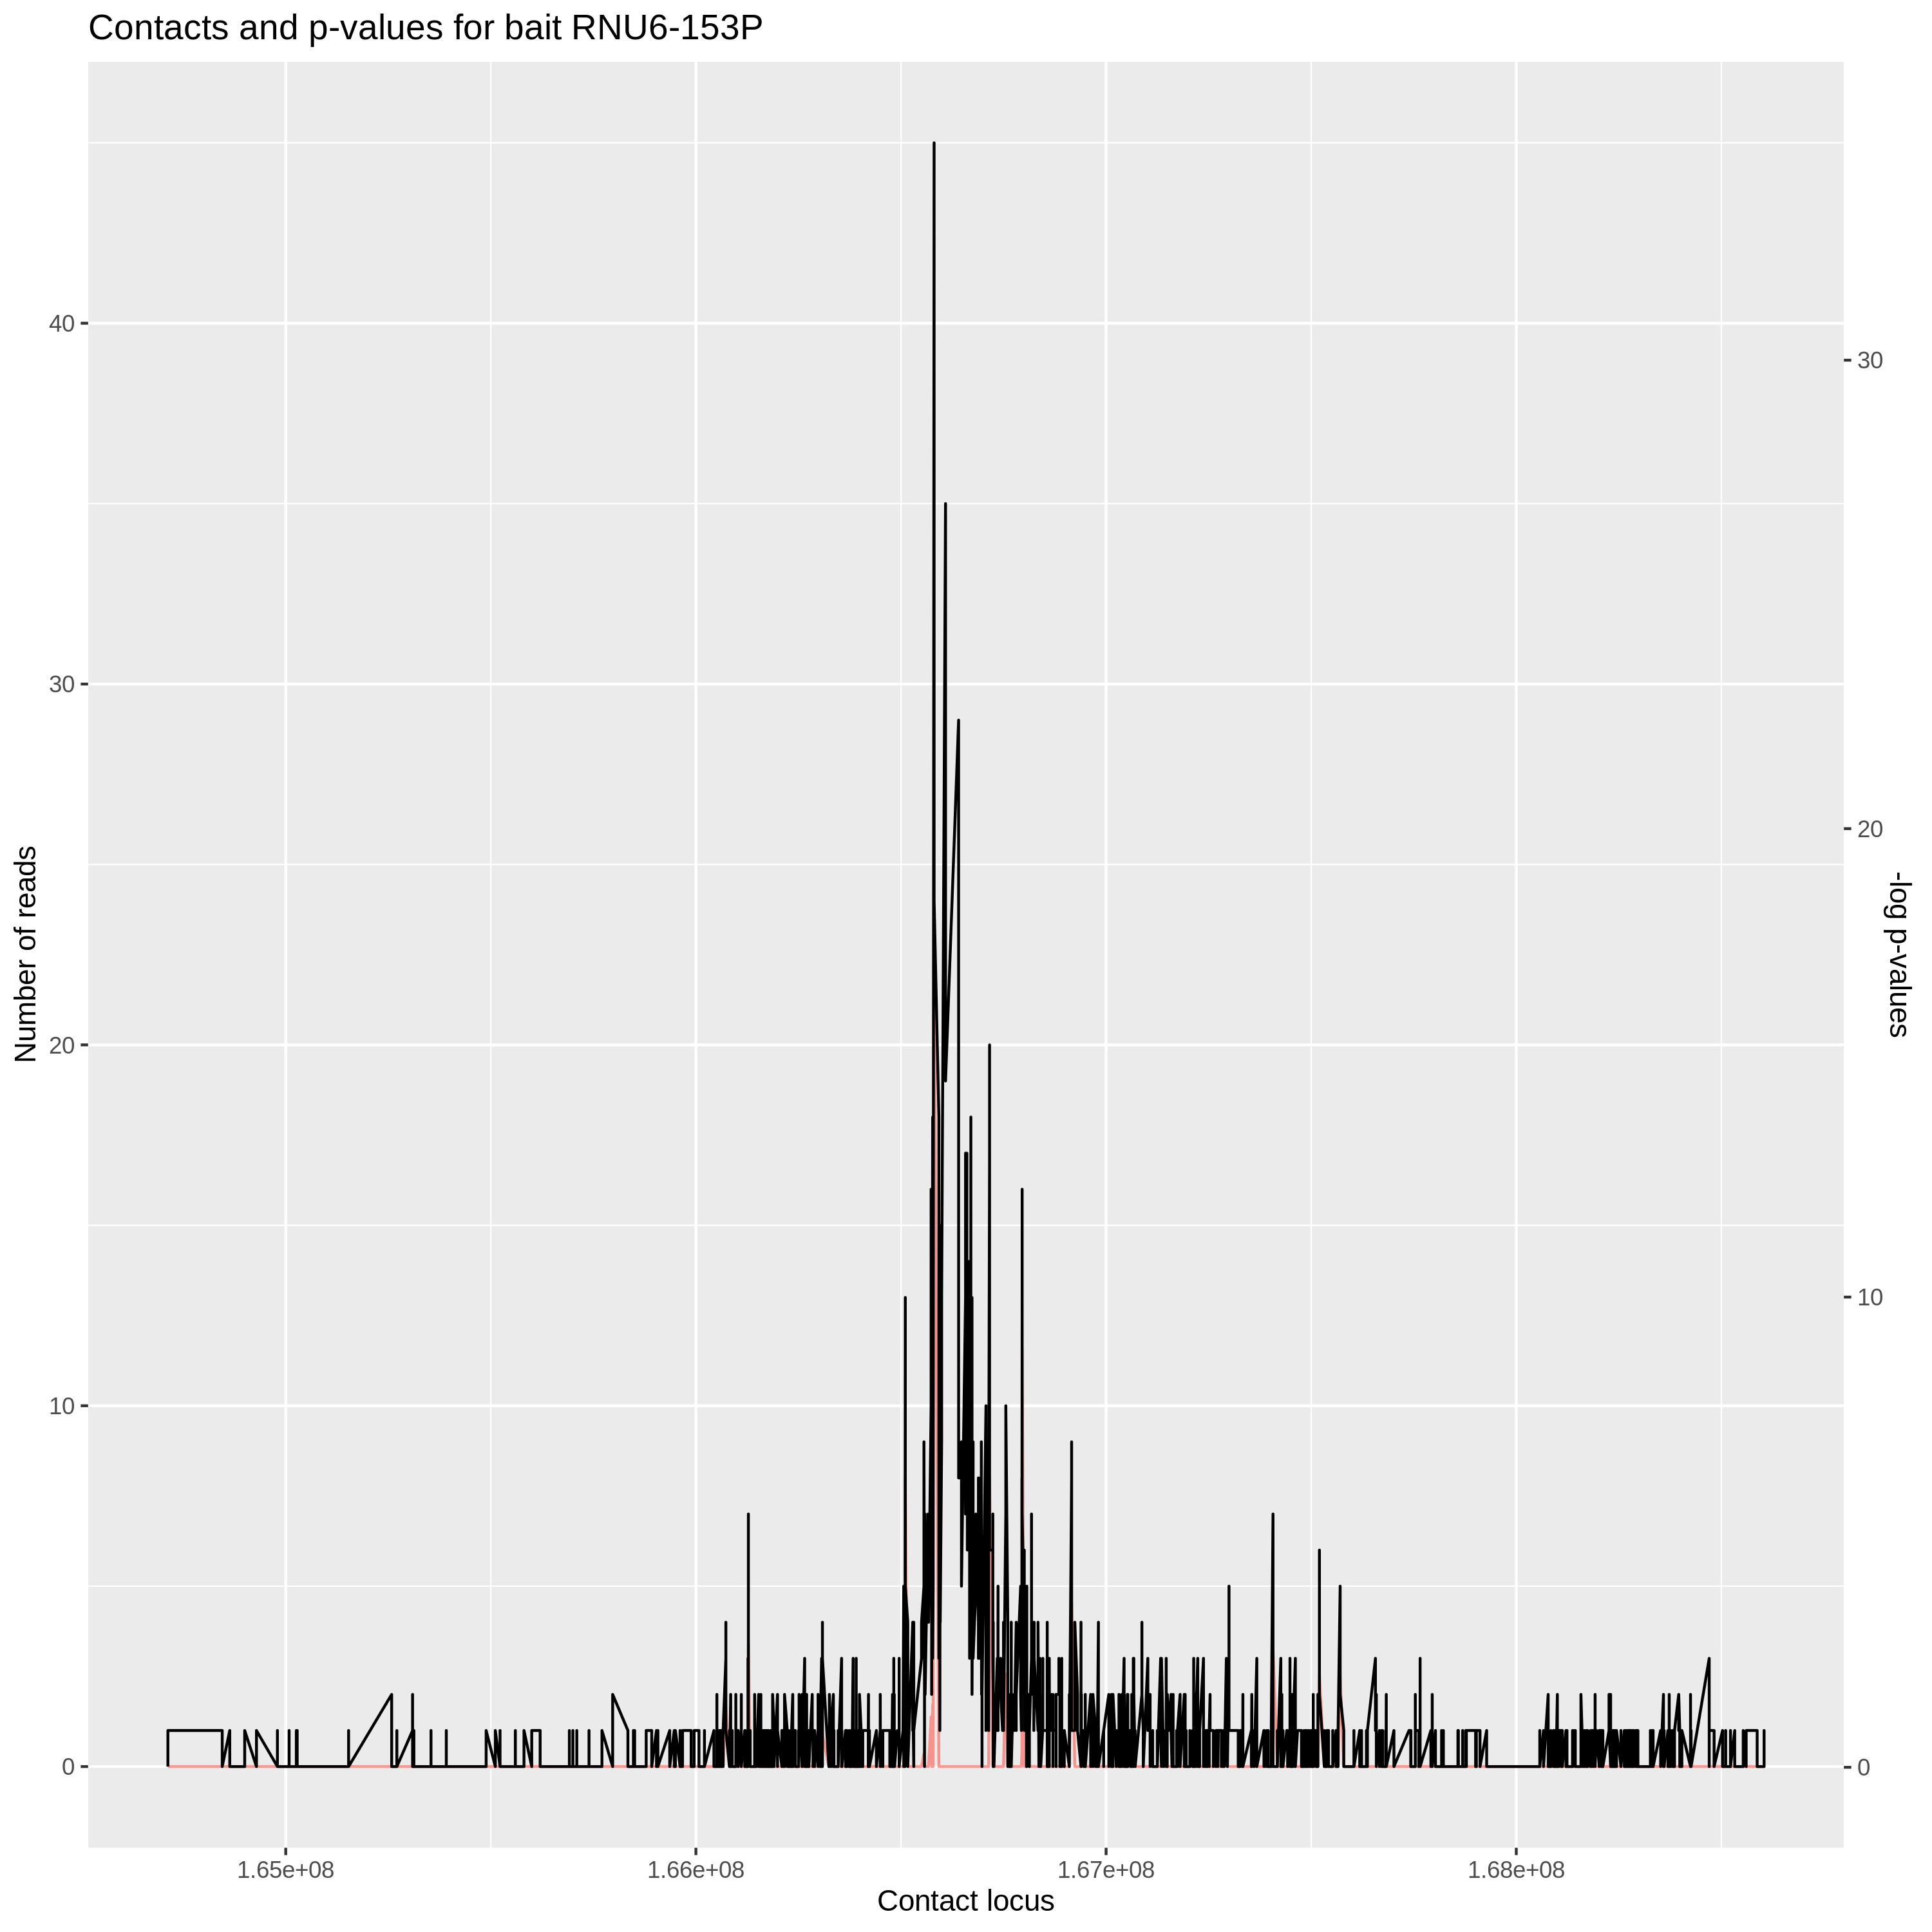 Contacts and p-values for bait RNU6-153P
Number of reads
40
30
20
10
0
30
20
10
0
-log p-values
1.65e+08
1.66e+08
1.67e+08
1.68e+08
Contact locus